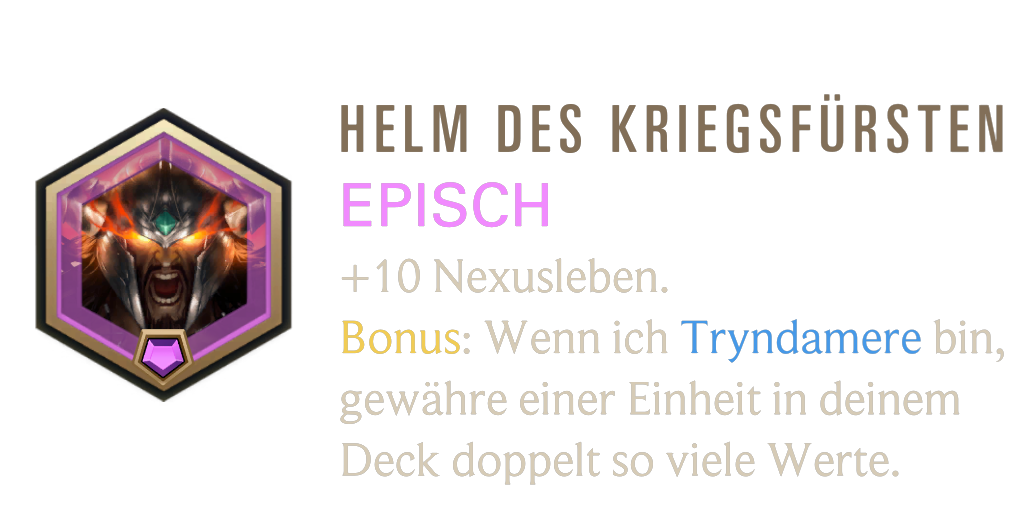 HELM DES KRIEGSFÜRSTEN
EPISCH
+10 Nexusleben.
Bonus: Wenn ich Tryndamere bin,
gewähre einer Einheit in deinem
Deck doppelt so viele Werte.